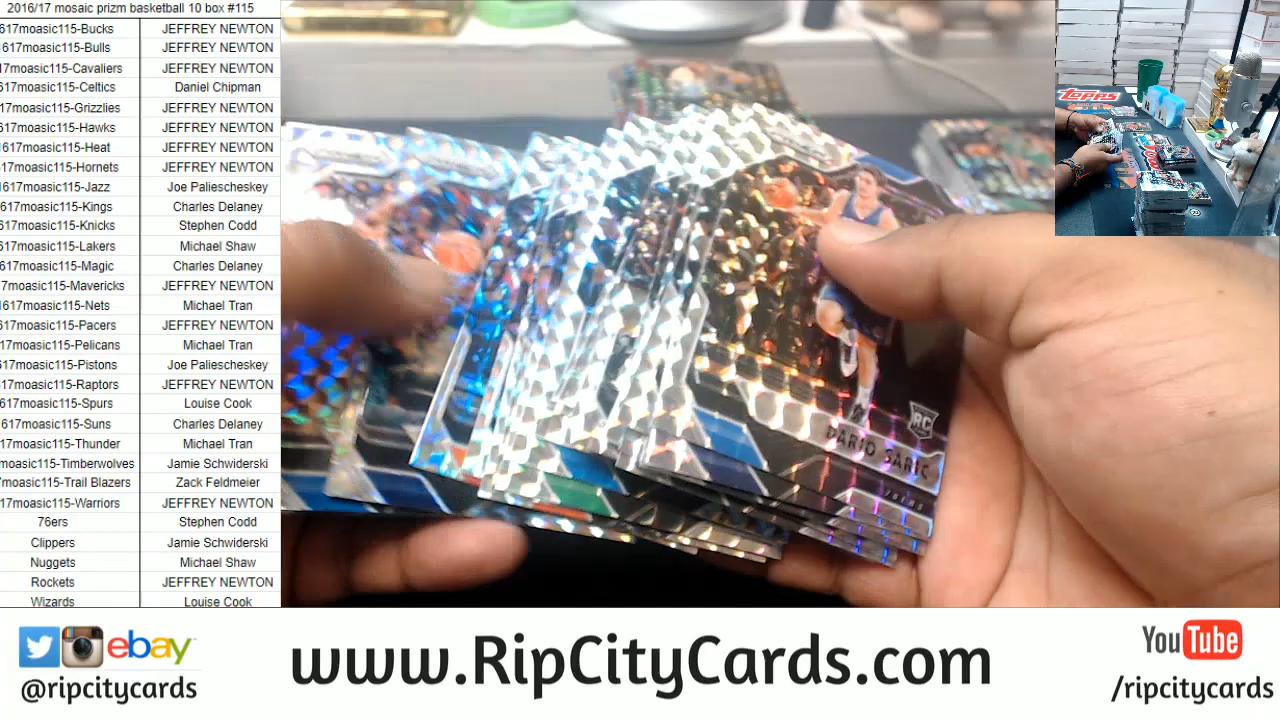 2016/17 mosaic prizm basketball 10 box #115
617moasic115-Bucks JEFFREY NEWTON
617moasic115-Bulls JEFFREY NEWTON
17moasic115-Cavaliers JEFFREY NEWTON
617moasic115-Celtics Daniel Chipman
17moasic115-Grizzlies JEFFREY NEWTON
617moasic115-Hawks JEFFREY NEWTON
1617moasic115-Heat JEFFREY NEWTON
617moasic115-Hornets JEFFREY NEWTON
1617moasic115-Jazz Joe Paliescheskey
617moasic115-Kings Charles Delaney
617moasic115-Knicks Stephen Codd
617moasic115-Lakers Michael Shaw
617moasic115-Magic Charles Delaney
7moasic115-Mavericks JEFFREY NEWTON
1617moasic115-Nets Michael Tran
617moasic115-Pacers JEFFREY NEWTON
17moasic115-Pelicans Michael Tran
17moasic115-Pistons Joe Paliescheskey
617moasic115-Raptors JEFFREY NEWTON
617moasic115-Spurs Louise Cook
617moasic115-Suns Charles Delaney
17moasic115-Thunder Michael Tran
moasic115-Timberwolves Jamie Schwiderski
moasic115-Trail Blazers Zack Feldmeier
17moasic115-Warriors JEFFREY NEWTON
76ers Stephen Codd
Clippers Jamie Schwiderski
Nuggets Michael Shaw
Rockets JEFFREY NEWTON
Wizards Louise Cook
Topps
RC
DARIO SARIC
76ERS
ebay
@ripcitycards
www.RipCityCards.com
YouTube
/ripcitycards